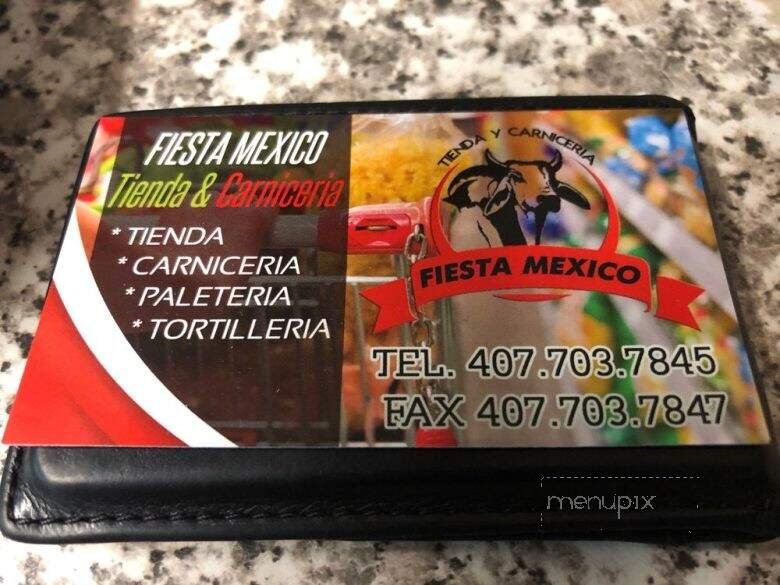 FIESTA MEXICO
Tienda & Carniceria
* TIENDA
* CARNICERIA
* PALETERIA
* TORTILLERIA
TIENDA Y CARNICERIA
FIESTA MEXICO
TEL. 407.703.7845
FAX 407.703.7847
menupix